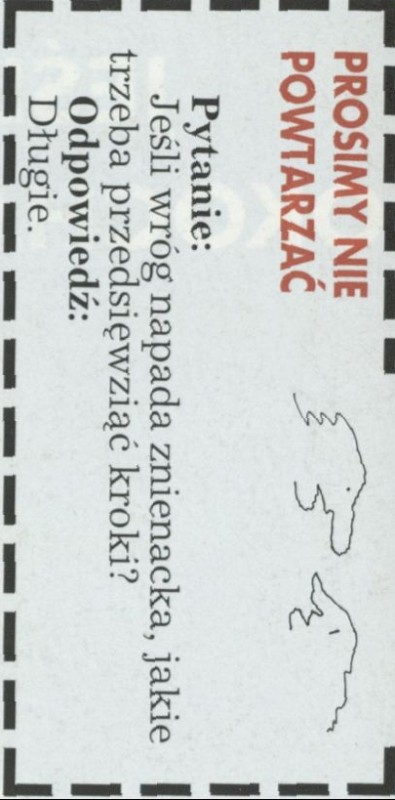 PROSIMY NIE
POWTARZAĆ
Pytanie:
Jeśli wróg napada znienacka, jakie
trzeba przedsięwziąć kroki?
Odpowiedź:
Długie.